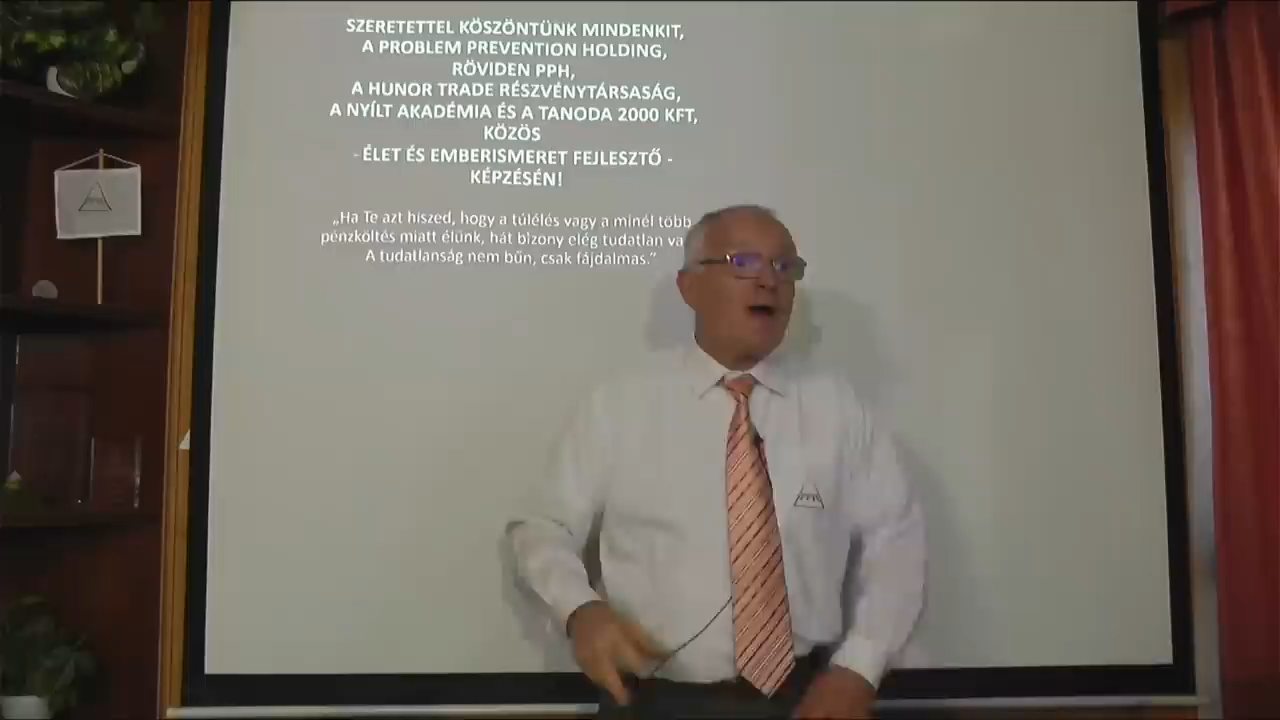 SZERETETTEL KÖSZÖNTÜNK MINDENKIT,
A PROBLEM PREVENTION HOLDING,
RÖVIDEN PPH,
A HUNOR TRADE RÉSZVÉNYTÁRSASÁG,
A NYÍLT AKADÉMIA ÉS A TANODA 2000 KFT,
KÖZÖS
- ÉLET ÉS EMBERISMERET FEJLESZTŐ -
KÉPZÉSÉN!
„Ha Te azt hiszed, hogy a túlélés vagy a minél több
pénzköltés miatt élünk, hát bizony elég tudatlan va
A tudatlanság nem bűn, csak fájdalmas.”